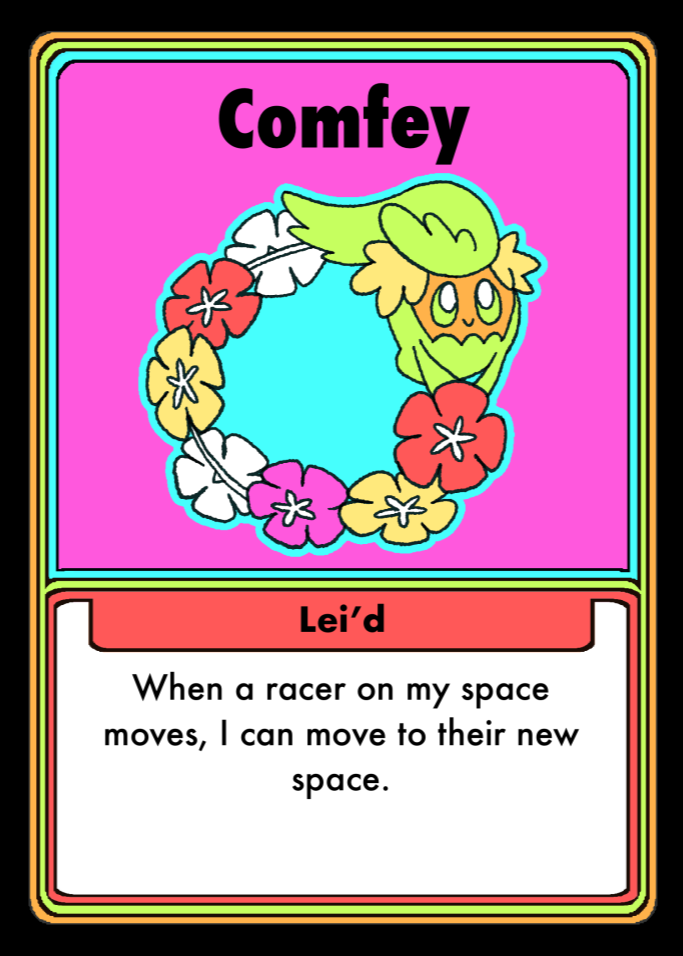 Comfey
Lei’d
When a racer on my space
moves, I can move to their new
space.